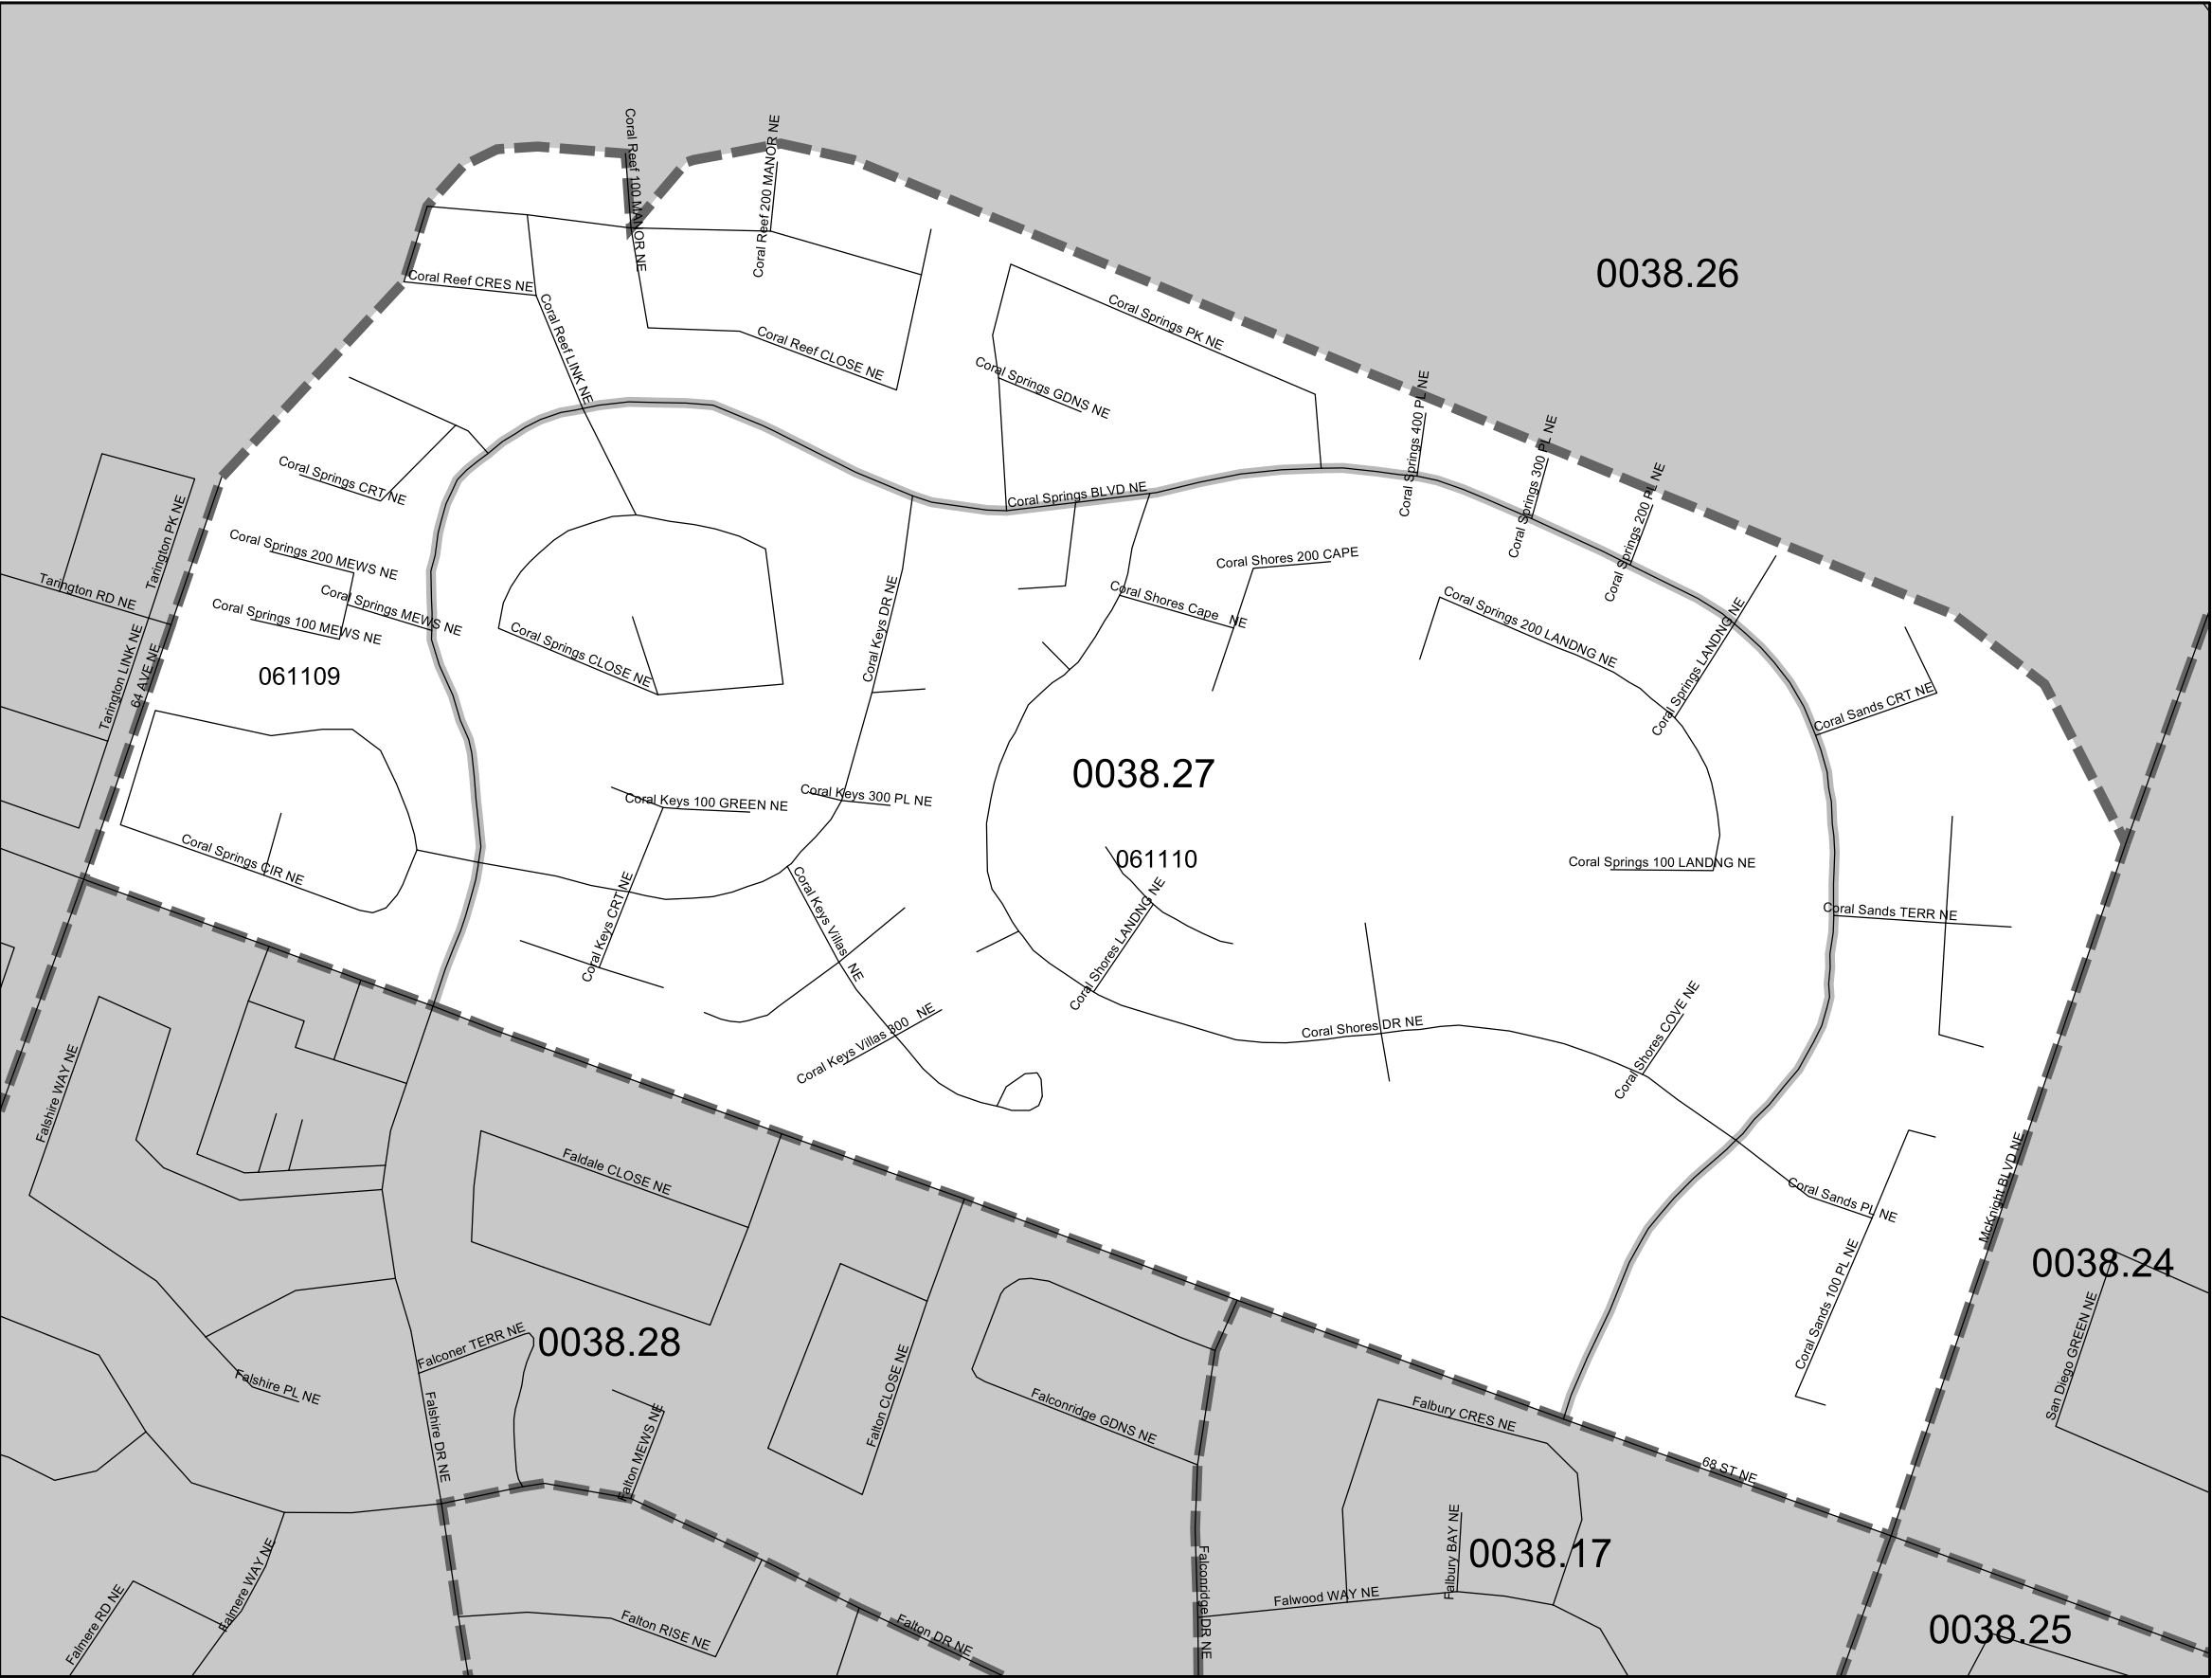 Coral Reef 100 MANOR NE
Coral Reef 200 MANOR NE
0038.26
Coral Reef CRES NE
Coral Reef LINK NE
Coral Reef CLOSE NE
Coral Springs PK NE
Coral Springs GDNS NE
Coral Springs 400 PL NE
Coral Springs 300 PL NE
Coral Springs 200 PL NE
Coral Springs CRT NE
Coral Springs BLVD NE
Tarington PK NE
Tarington RD NE
Tarington LINK NE
64 AVE NE
Coral Springs 200 MEWS NE
Coral Springs MEWS NE
Coral Springs 100 MEWS NE
061109
Coral Springs CLOSE NE
Coral Keys DR NE
Coral Shores 200 CAPE
Coral Shores Cape NE
Coral Springs 200 LANDNG NE
Coral Springs LANDNG NE
Coral Sands CRT NE
0038.27
Coral Keys 100 GREEN NE
Coral Keys 300 PL NE
Coral Springs CIR NE
061110
Coral Springs 100 LANDNG NE
Coral Keys CRT NE
Coral Keys Villas NE
Coral Shores LANDNG NE
Coral Sands TERR NE
Coral Keys Villas 300 NE
Coral Shores DR NE
Coral Shores COVE NE
Falshire WAY NE
Faldale CLOSE NE
Coral Sands PL NE
McKnight BLVD NE
0038.24
Coral Sands 100 PL NE
San Diego GREEN NE
Falconer TERR NE
0038.28
Falshire PL NE
Falshire DR NE
Falton MEWS NE
Falton CLOSE NE
Falconridge GDNS NE
Falbury CRES NE
68 ST NE
Falbury BAY NE
0038.17
Falconridge DR NE
Falwood WAY NE
Falmere RD NE
Falmere WAY NE
Falton RISE NE
Falton DR NE
0038.25